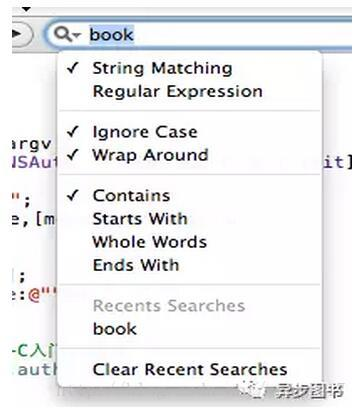 book
✓ String Matching
Regular Expression
✓ Ignore Case
✓ Wrap Around
argv
NSAut
it]
";
e,[m
✓ Contains
Starts With
Whole Words
Ends With
];
e:@"
Recents Searches
book
-C入门
auth
Clear Recent Searches
异步图书